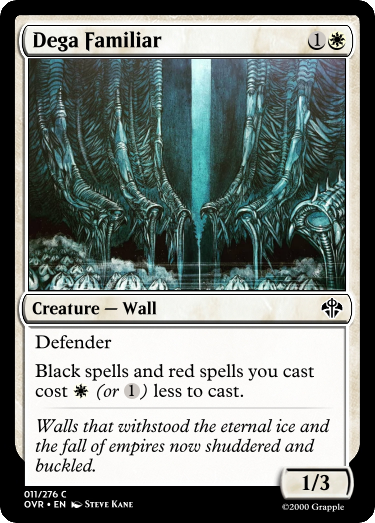 Dega Familiar 1
Creature — Wall
Defender
Black spells and red spells you cast
cost (or 1) less to cast.
Walls that withstood the eternal ice and
the fall of empires now shuddered and
buckled.
1/3
011/276 C
OVR • EN STEVE KANE
©2000 Grapple